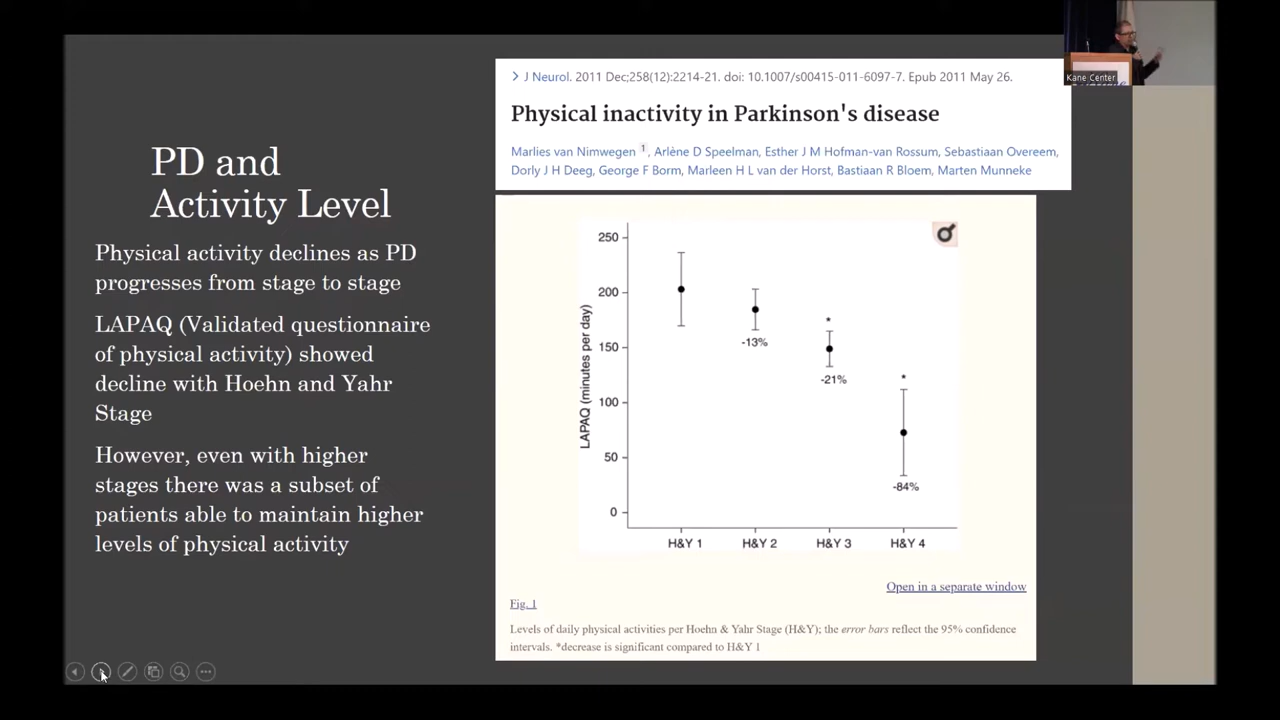 PD and
Activity Level
Physical activity declines as PD
progresses from stage to stage
LAPAQ (Validated questionnaire
of physical activity) showed
decline with Hoehn and Yahr
Stage
However, even with higher
stages there was a subset of
patients able to maintain higher
levels of physical activity
> J Neurol. 2011 Dec;258(12):2214-21. doi: 10.1007/s00415-011-6097-7. Epub 2011 May 26.
Physical inactivity in Parkinson's disease
Marlies van Nimwegen 1, Arlène D Speelman, Esther J M Hofman-van Rossum, Sebastiaan Overeem,
Dorly J H Deeg, George F Borm, Marleen H L van der Horst, Bastiaan R Bloem, Marten Munneke
LAPAQ (minutes per day)
250
200
150
100
50
0
-13%
*
-21%
*
-84%
H&Y 1 H&Y 2 H&Y 3 H&Y 4
Open in a separate window
Fig. 1
Levels of daily physical activities per Hoehn & Yahr Stage (H&Y); the error bars reflect the 95% confidence
intervals. *decrease is significant compared to H&Y 1
Kane Center